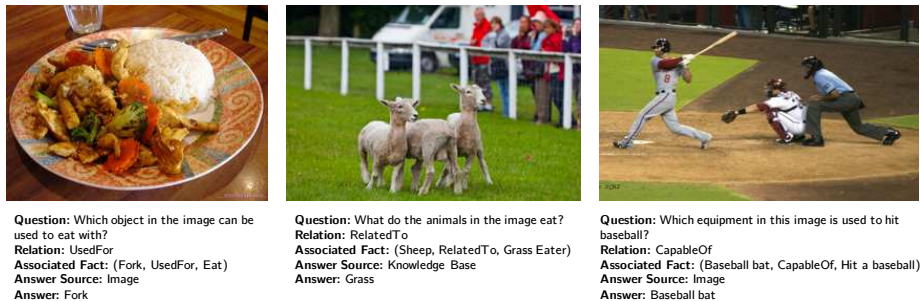 Question: Which object in the image can be
used to eat with?
Relation: UsedFor
Associated Fact: (Fork, UsedFor, Eat)
Answer Source: Image
Answer: Fork
Question: What do the animals in the image eat?
Relation: RelatedTo
Associated Fact: (Sheep, RelatedTo, Grass Eater)
Answer Source: Knowledge Base
Answer: Grass
8
Question: Which equipment in this image is used to hit
baseball?
Relation: CapableOf
Associated Fact: (Baseball bat, CapableOf, Hit a baseball)
Answer Source: Image
Answer: Baseball bat